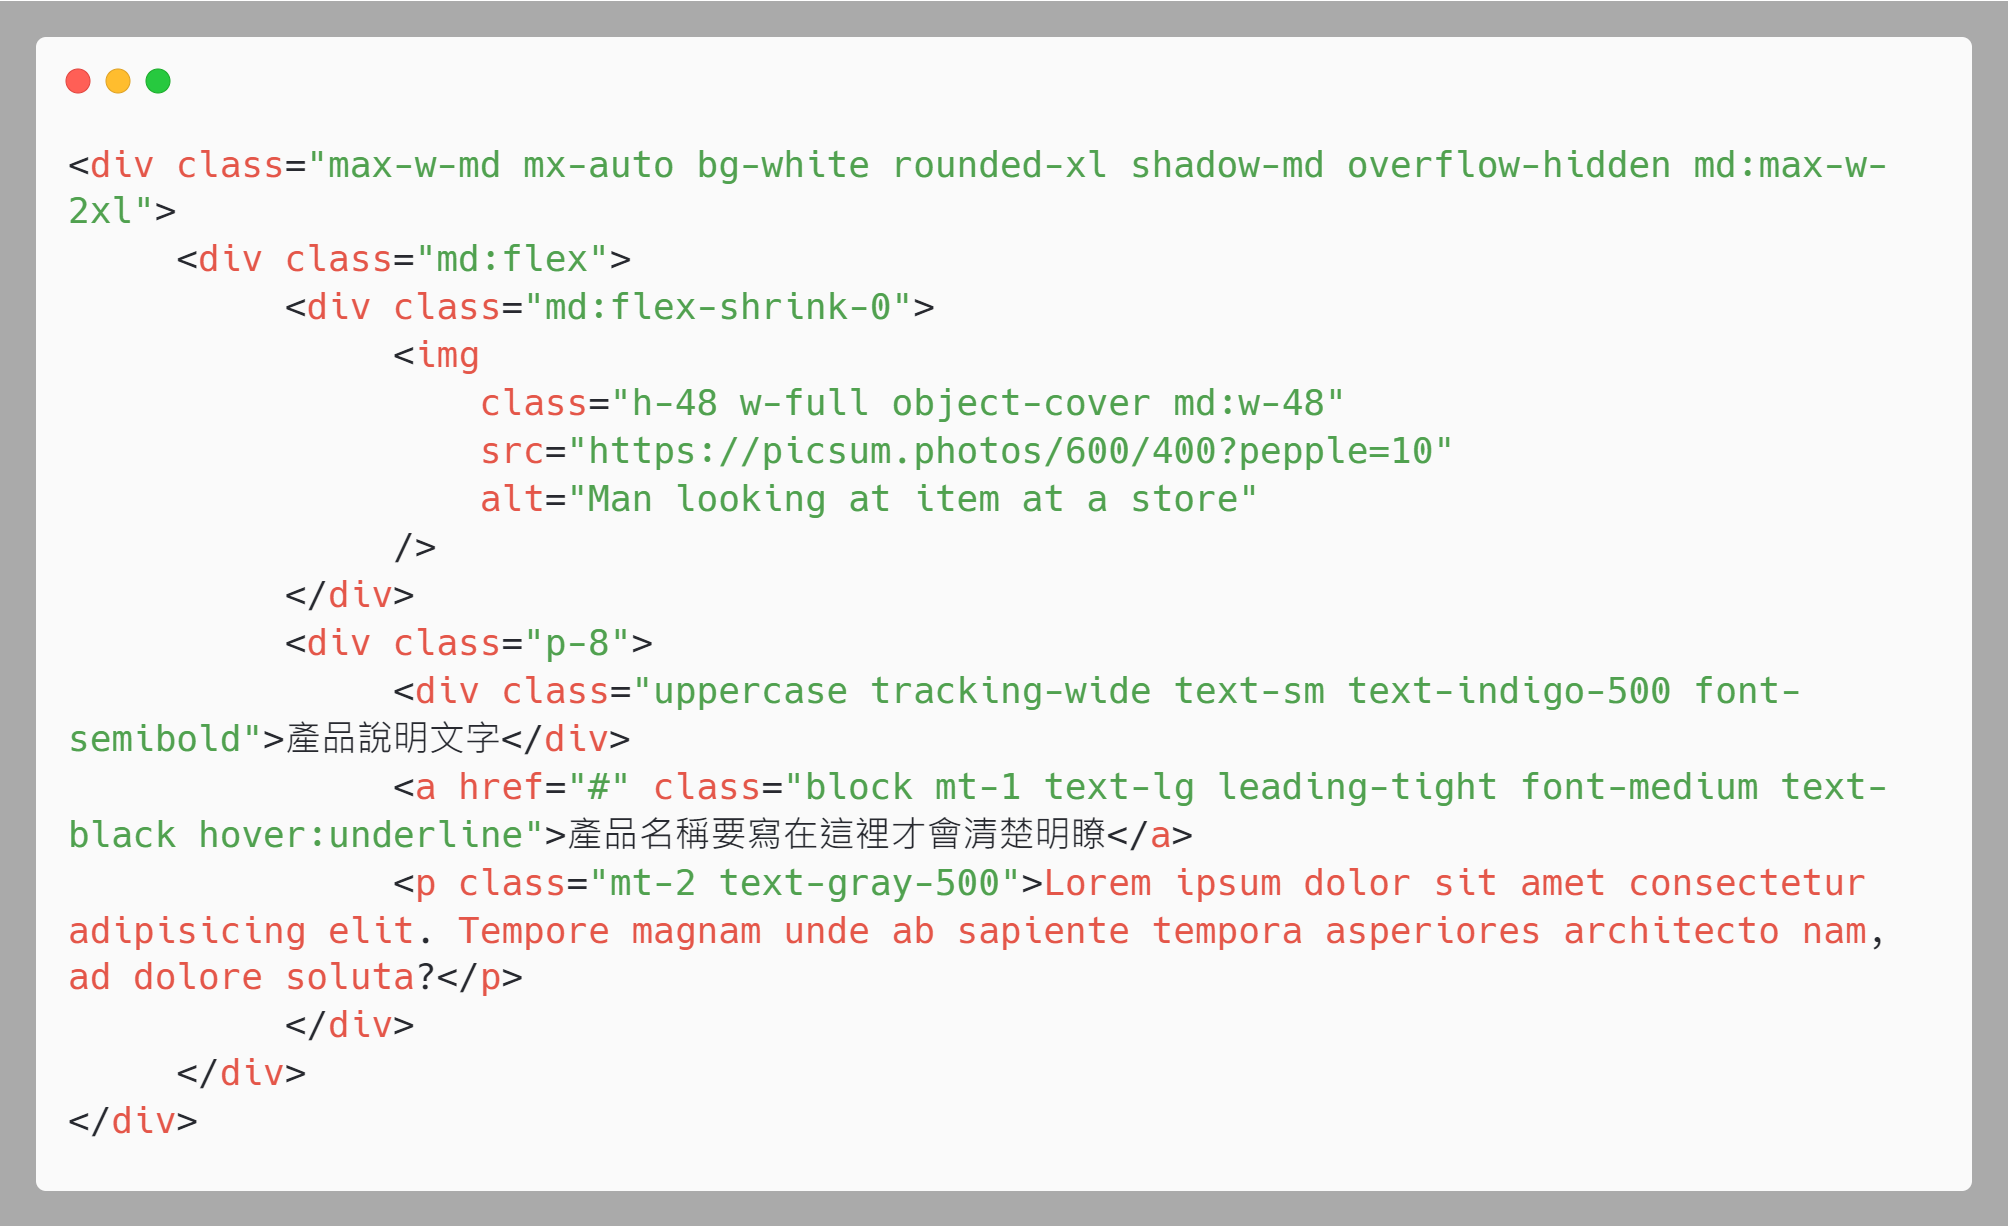 <div class="max-w-md mx-auto bg-white rounded-xl shadow-md overflow-hidden md:max-w-
2xl">
     <div class="md:flex">
          <div class="md:flex-shrink-0">
               <img
                   class="h-48 w-full object-cover md:w-48"
                   src="https://picsum.photos/600/400?pepple=10"
                   alt="Man looking at item at a store"
               />
          </div>
          <div class="p-8">
               <div class="uppercase tracking-wide text-sm text-indigo-500 font-
semibold">產品說明文字</div>
               <a href="#" class="block mt-1 text-lg leading-tight font-medium text-
black hover:underline">產品名稱要寫在這裡才會清楚明瞭</a>
               <p class="mt-2 text-gray-500">Lorem ipsum dolor sit amet consectetur
adipisicing elit. Tempore magnam unde ab sapiente tempora asperiores architecto nam,
ad dolore soluta?</p>
          </div>
     </div>
</div>